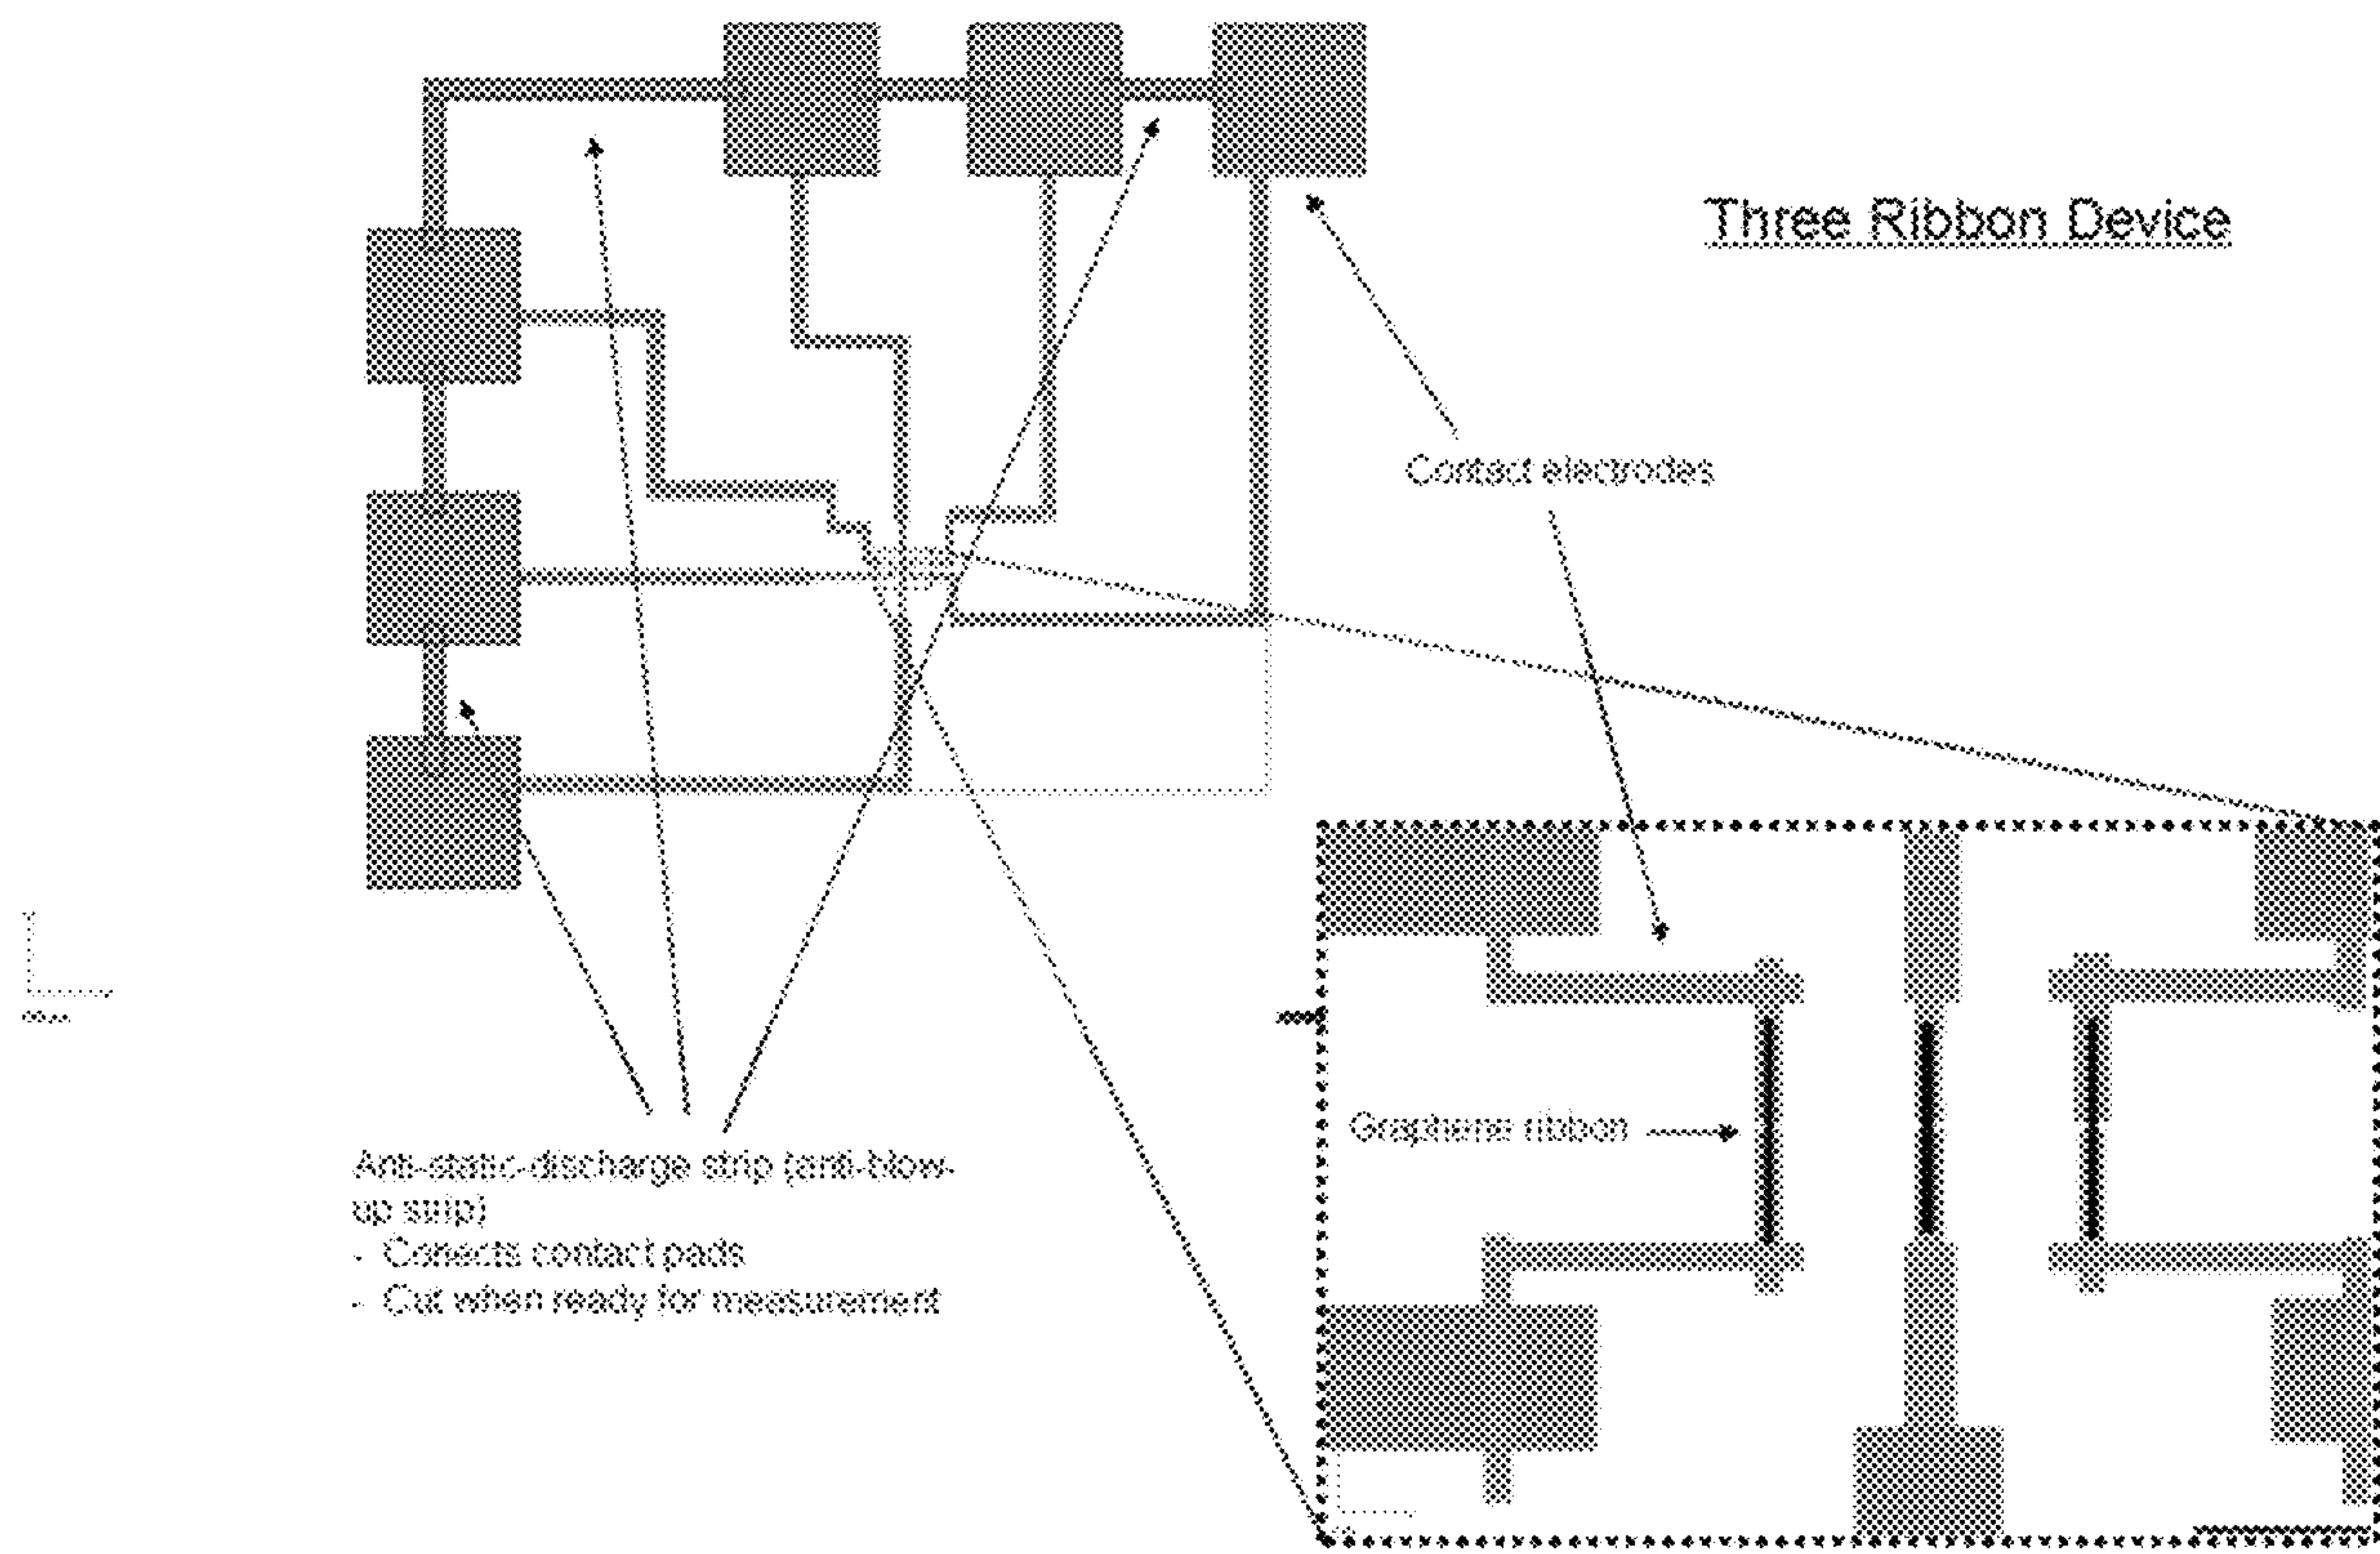 Three Ribbon Device
Contact electrodes
Graphene ribbon
Anti-static-discharge strip (anti-blow-
up strip)
- Conects contact pads
- Cut when ready for measurement